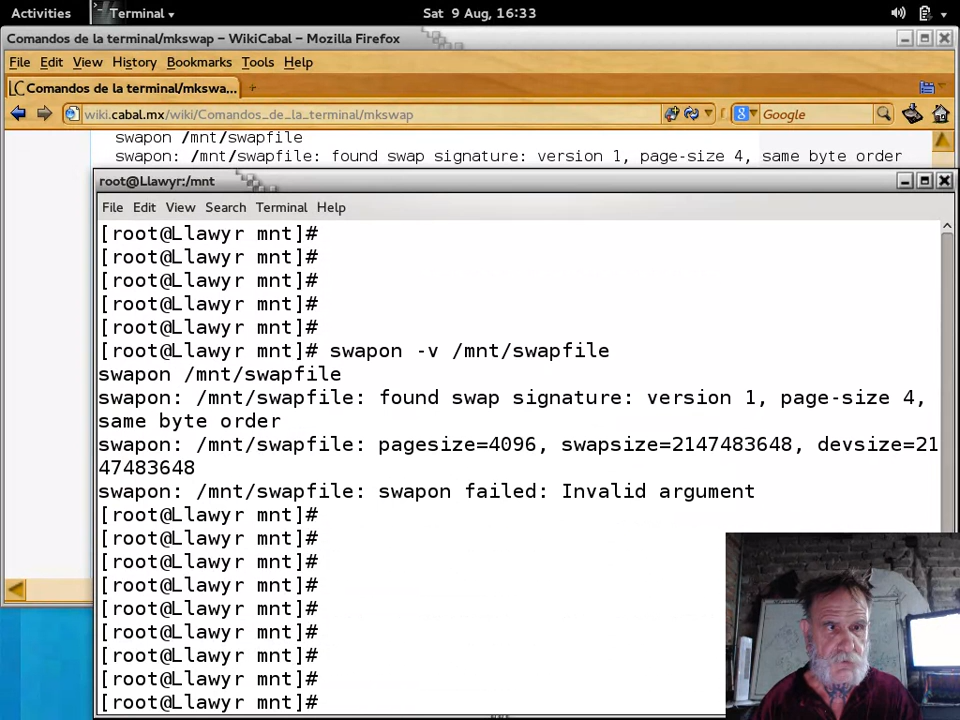 Activities
Terminal
Sat 9 Aug, 16:33
Comandos de la terminal/mkswap – WikiCabal – Mozilla Firefox
File Edit View History Bookmarks Tools Help
Comandos de la terminal/mkswa...
wiki.cabal.mx/wiki/Comandos_de_la_terminal/mkswap
Google
swapon /mnt/swapfile
swapon: /mnt/swapfile: found swap signature: version 1, page-size 4, same byte order
root@Llawyr:/mnt
File Edit View Search Terminal Help
[root@Llawyr mnt]#
[root@Llawyr mnt]#
[root@Llawyr mnt]#
[root@Llawyr mnt]#
[root@Llawyr mnt]#
[root@Llawyr mnt]# swapon -v /mnt/swapfile
swapon /mnt/swapfile
swapon: /mnt/swapfile: found swap signature: version 1, page-size 4,
same byte order
swapon: /mnt/swapfile: pagesize=4096, swapsize=2147483648, devsize=21
47483648
swapon: /mnt/swapfile: swapon failed: Invalid argument
[root@Llawyr mnt]#
[root@Llawyr mnt]#
[root@Llawyr mnt]#
[root@Llawyr mnt]#
[root@Llawyr mnt]#
[root@Llawyr mnt]#
[root@Llawyr mnt]#
[root@Llawyr mnt]#
[root@Llawyr mnt]#